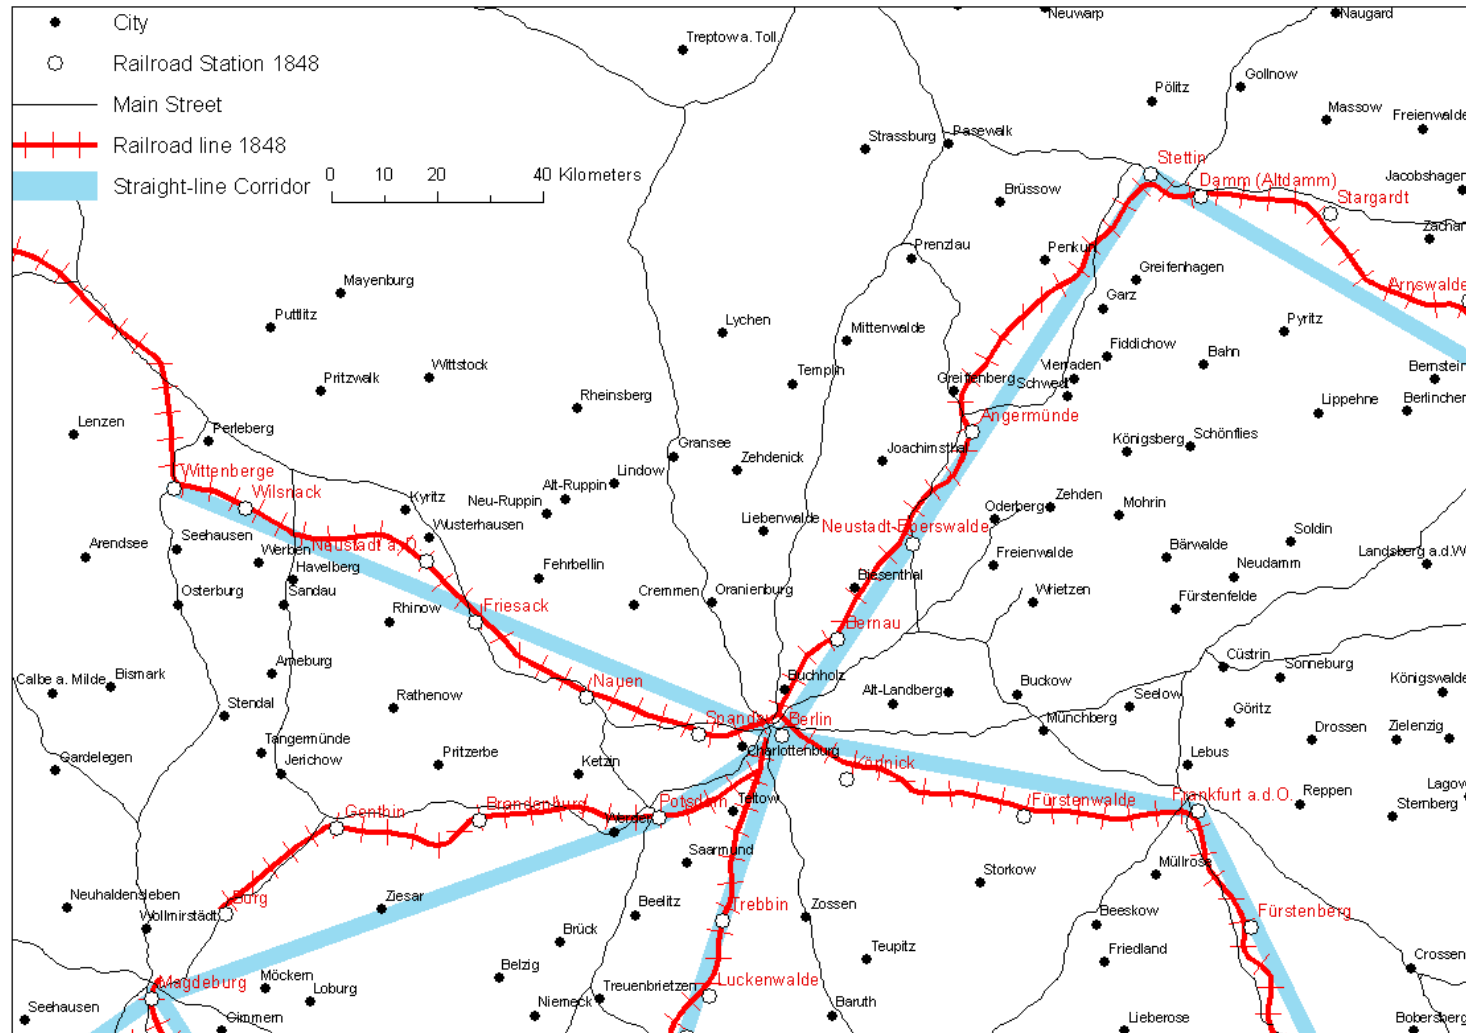 City
Railroad Station 1848
Main Street
Railroad line 1848
Straight-line Corridor
0 20 40 Kilometers
Treptow a. Toll.
Neuwarp
Naugard
Gollnow
Pölitz
Massow
Freienwalde
Strassburg
Pasewalk
Stettin
Damm (Altdamm)
Jacobshagen
Stargardt
Brüssow
Zachan
Prenzlau
Penkun
Greifenhagen
Arnswalde
Mayenburg
Garz
Puttlitz
Pyritz
Lychen
Mittenwalde
Fiddichow
Bahn
Wittstock
Templin
Vierraden
Bernstein
Pritzwalk
Greiffenberg
Schwedt
Rheinsberg
Lippehne
Berlinchen
Angermünde
Lenzen
Perleberg
Gransee
Königsberg
Schönflies
Joachimsthal
Zehdenick
Wittenberge
Lindow
Wilsnack
Alt-Ruppin
Kyritz
Neu-Ruppin
Zehden
Mohrin
Oderberg
Liebenwalde
Neustadt-Eberswalde
Wusterhausen
Soldin
Seehausen
Neustadt a.D.
Arendsee
Werben
Havelberg
Freienwalde
Bärwalde
Landsberg a.d.W
Fehrbellin
Neudamm
Biesenthal
Osterburg
Sandau
Cremmen
Oranienburg
Wrietzen
Friesack
Rhinow
Fürstenfelde
Bernau
Cüstrin
Sonneburg
Arneburg
Bismark
Calbe a. Milde
Nauen
Buchholz
Königswalde
Rathenow
Alt-Landberg
Buckow
Seelow
Stendal
Spandau
Berlin
Münchberg
Göritz
Drossen
Zielenzig
Tangermünde
Pritzerbe
Charlottenburg
Gardelegen
Jerichow
Ketzin
Köpnick
Lebus
Lagow
Genthin
Brandenburg
Potsdam
Teltow
Fürstenwalde
Frankfurt a.d.O.
Reppen
Sternberg
Werder
Saarmund
Storkow
Müllrose
Neuhaldensleben
Burg
Ziesar
Wollmirstädt
Beelitz
Trebbin
Zossen
Beeskow
Fürstenberg
Brück
Teupitz
Friedland
Crossen
Magdeburg
Möckern
Belzig
Luckenwalde
Loburg
Niemeck
Treuenbrietzen
Baruth
Seehausen
Gimmern
Lieberose
Bobersberg